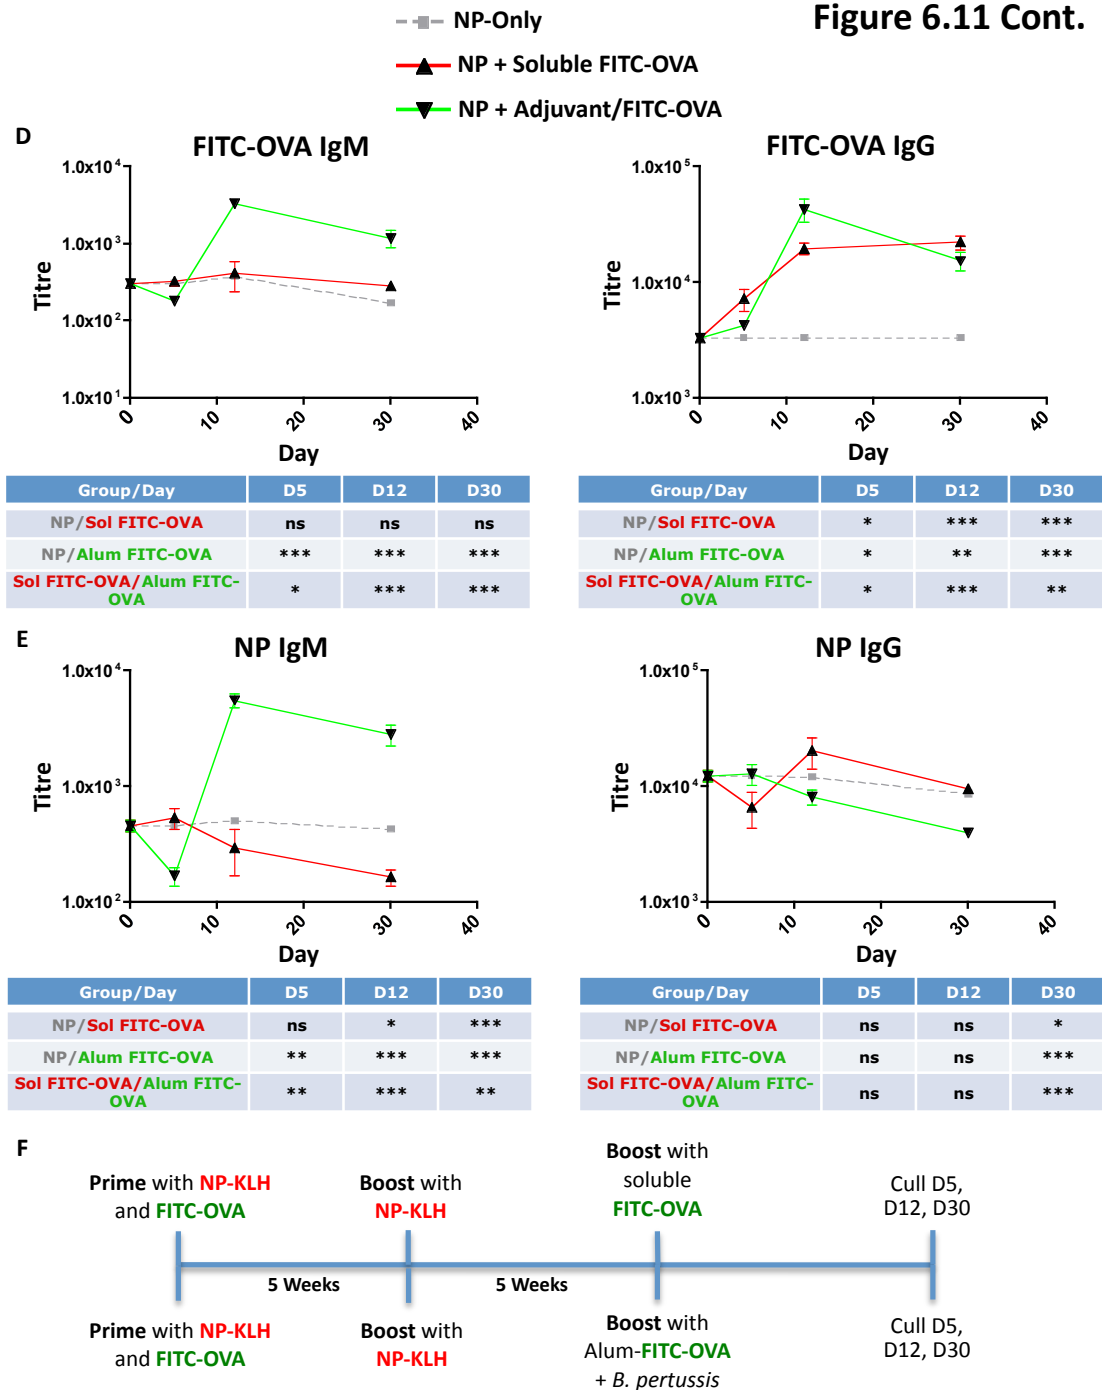 Figure 6.11 Cont.
NP-Only
NP + Soluble FITC-OVA
NP + Adjuvant/FITC-OVA
D
FITC-OVA IgM
1.0x10⁴
1.0x10³
1.0x10²
1.0x10¹
Titre
0 10 20 30 40
Day
FITC-OVA IgG
1.0x10⁵
1.0x10⁴
1.0x10³
Titre
0 10 20 30 40
Day
Group/Day D5 D12 D30
NP/Sol FITC-OVA ns ns ns
NP/Alum FITC-OVA *** *** ***
Sol FITC-OVA/Alum FITC-
OVA * *** ***
Group/Day D5 D12 D30
NP/Sol FITC-OVA * *** ***
NP/Alum FITC-OVA * ** ***
Sol FITC-OVA/Alum FITC-
OVA * *** **
E
NP IgM
1.0x10⁴
1.0x10³
1.0x10²
Titre
0 10 20 30 40
Day
NP IgG
1.0x10⁵
1.0x10⁴
1.0x10³
Titre
0 10 20 30 40
Day
Group/Day D5 D12 D30
NP/Sol FITC-OVA ns * ***
NP/Alum FITC-OVA ** *** ***
Sol FITC-OVA/Alum FITC-
OVA ** *** **
Group/Day D5 D12 D30
NP/Sol FITC-OVA ns ns *
NP/Alum FITC-OVA ns ns ***
Sol FITC-OVA/Alum FITC-
OVA ns ns ***
F
Prime with NP-KLH
and FITC-OVA
Boost with
NP-KLH
Boost with
soluble
FITC-OVA
Cull D5,
D12, D30
5 Weeks
5 Weeks
Prime with NP-KLH
and FITC-OVA
Boost with
NP-KLH
Boost with
Alum-FITC-OVA
+ B. pertussis
Cull D5,
D12, D30